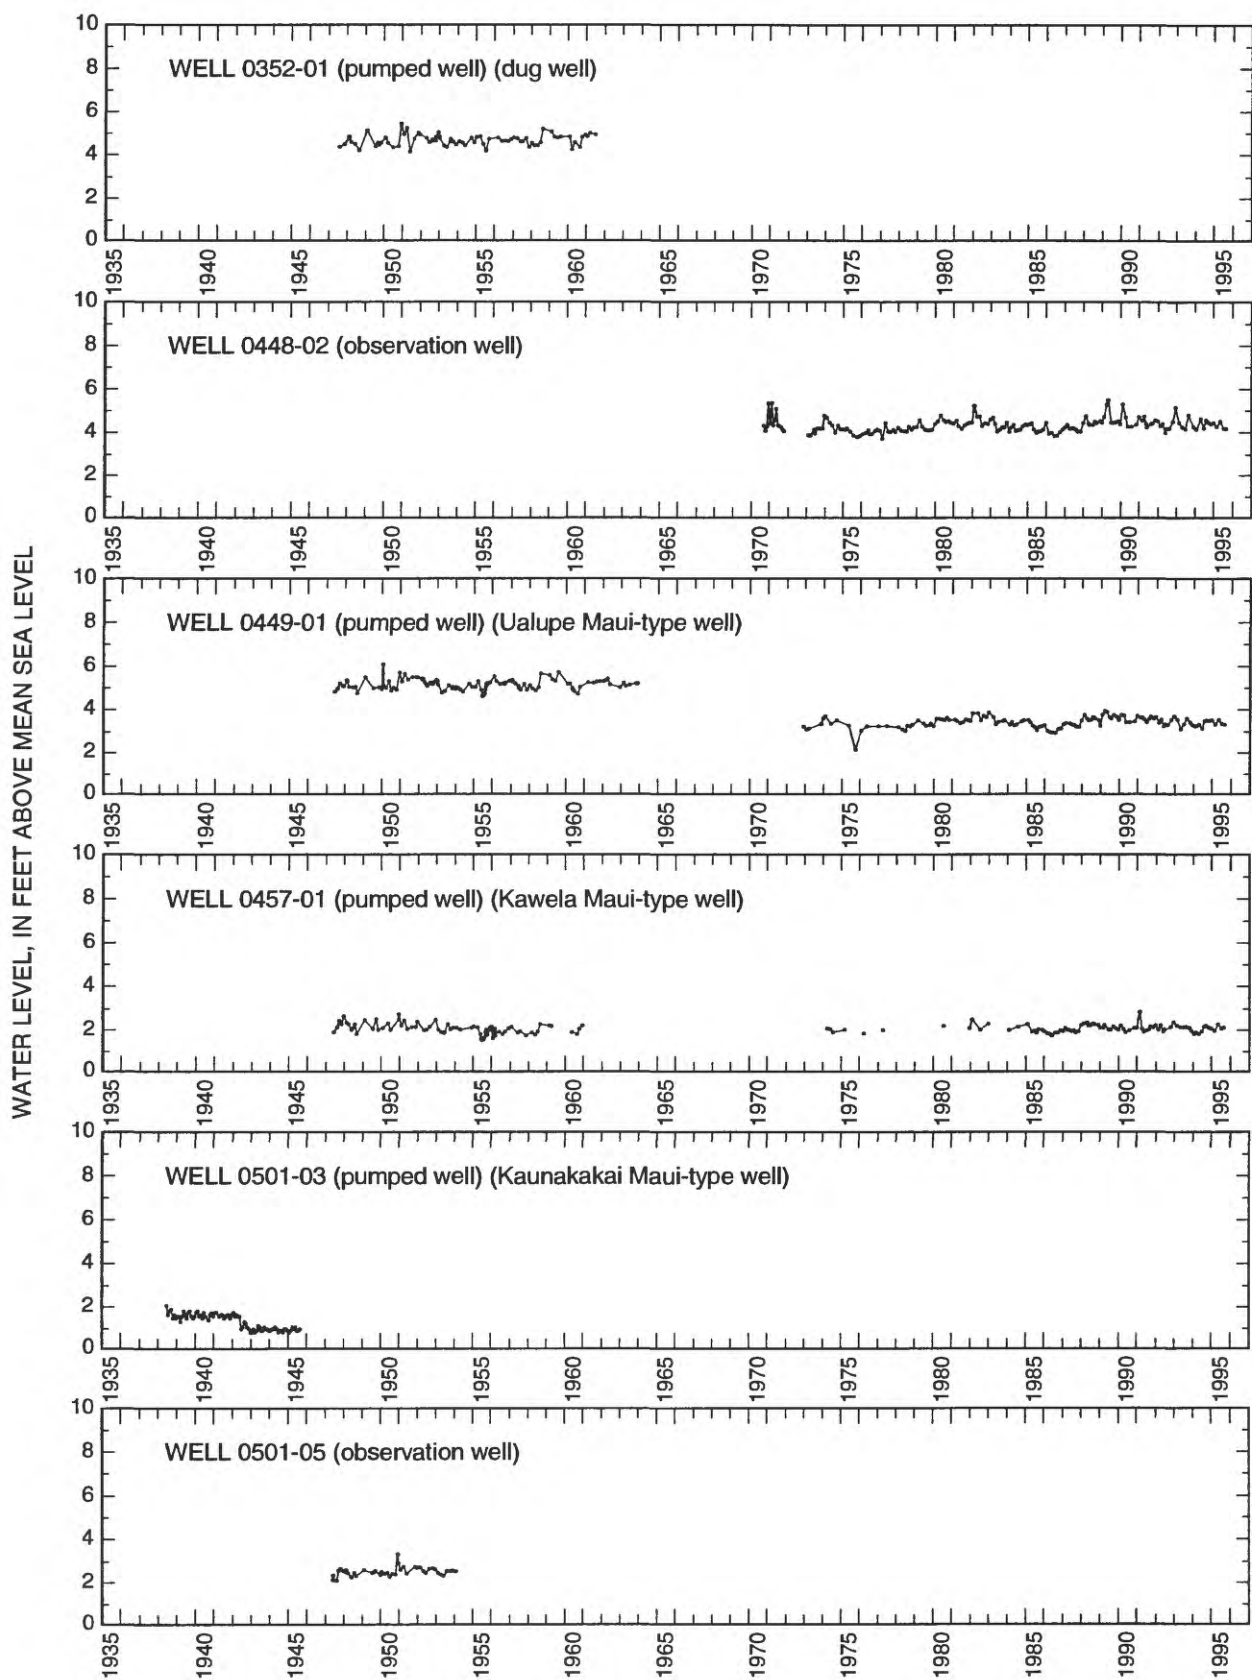 WATER LEVEL, IN FEET ABOVE MEAN SEA LEVEL
10
WELL 0352-01 (pumped well) (dug well)
8
6
4
2
0
1935 1940 1945 1950 1955 1960 1965 1970 1975 1980 1985 1990 1995
10
WELL 0448-02 (observation well)
8
6
4
2
0
1935 1940 1945 1950 1955 1960 1965 1970 1975 1980 1985 1990 1995
10
WELL 0449-01 (pumped well) (Ualupe Maui-type well)
8
6
4
2
0
1935 1940 1945 1950 1955 1960 1965 1970 1975 1980 1985 1990 1995
10
WELL 0457-01 (pumped well) (Kawela Maui-type well)
8
6
4
2
0
1935 1940 1945 1950 1955 1960 1965 1970 1975 1980 1985 1990 1995
10
WELL 0501-03 (pumped well) (Kaunakakai Maui-type well)
8
6
4
2
0
1935 1940 1945 1950 1955 1960 1965 1970 1975 1980 1985 1990 1995
10
WELL 0501-05 (observation well)
8
6
4
2
0
1935 1940 1945 1950 1955 1960 1965 1970 1975 1980 1985 1990 1995